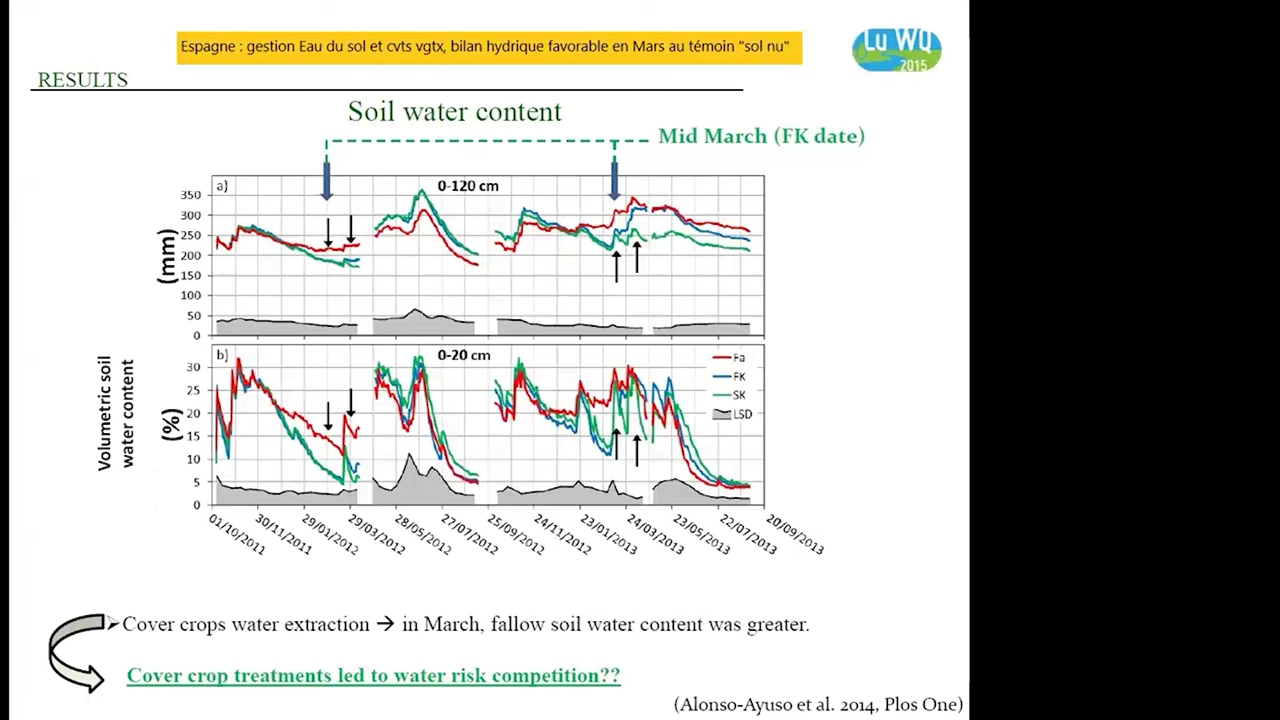 Espagne : gestion Eau du sol et cvts vgtx, bilan hydrique favorable en Mars au témoin "sol nu"
Lu WQ
2015
RESULTS
Soil water content
Mid March (FK date)
a)
0-120 cm
350
300
250
200
150
100
50
0
(mm)
b)
0-20 cm
30
25
20
15
10
5
0
Volumetric soil
water content
(%)
Fa
FK
SK
LSD
01/10/2011
30/11/2011
29/01/2012
29/03/2012
28/05/2012
27/07/2012
25/09/2012
24/11/2012
23/01/2013
24/03/2013
23/05/2013
22/07/2013
20/09/2013
➢Cover crops water extraction → in March, fallow soil water content was greater.
Cover crop treatments led to water risk competition??
(Alonso-Ayuso et al. 2014, Plos One)